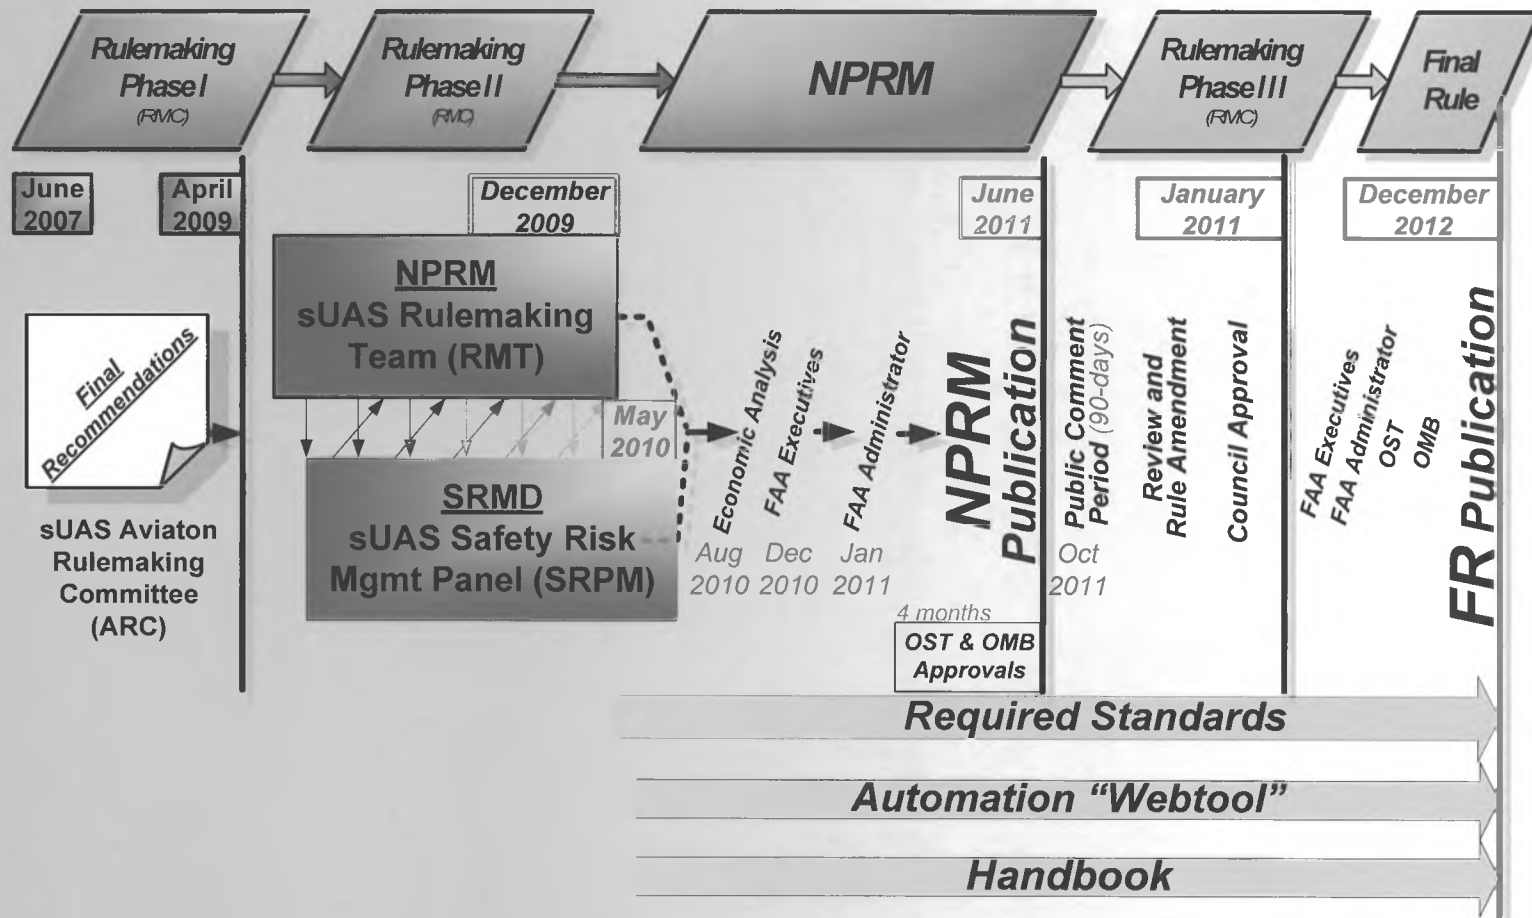 Rulemaking
Phase I
(RMC)
Rulemaking
Phase II
(RMC)
NPRM
Rulemaking
Phase III
(RMC)
Final
Rule
June
2007
April
2009
December
2009
June
2011
January
2011
December
2012
Final
Recommendations
sUAS Aviaton
Rulemaking
Committee
(ARC)
NPRM
sUAS Rulemaking
Team (RMT)
May
2010
SRMD
sUAS Safety Risk
Mgmt Panel (SRPM)
Economic Analysis
FAA Executives
FAA Administrator
Aug
2010
Dec
2010
Jan
2011
NPRM
Publication
4 months
OST & OMB
Approvals
Public Comment
Period (90-days)
Oct
2011
Review and
Rule Amendment
Council Approval
FAA Executives
FAA Administrator
OST
OMB
FR Publication
Required Standards
Automation “Webtool”
Handbook